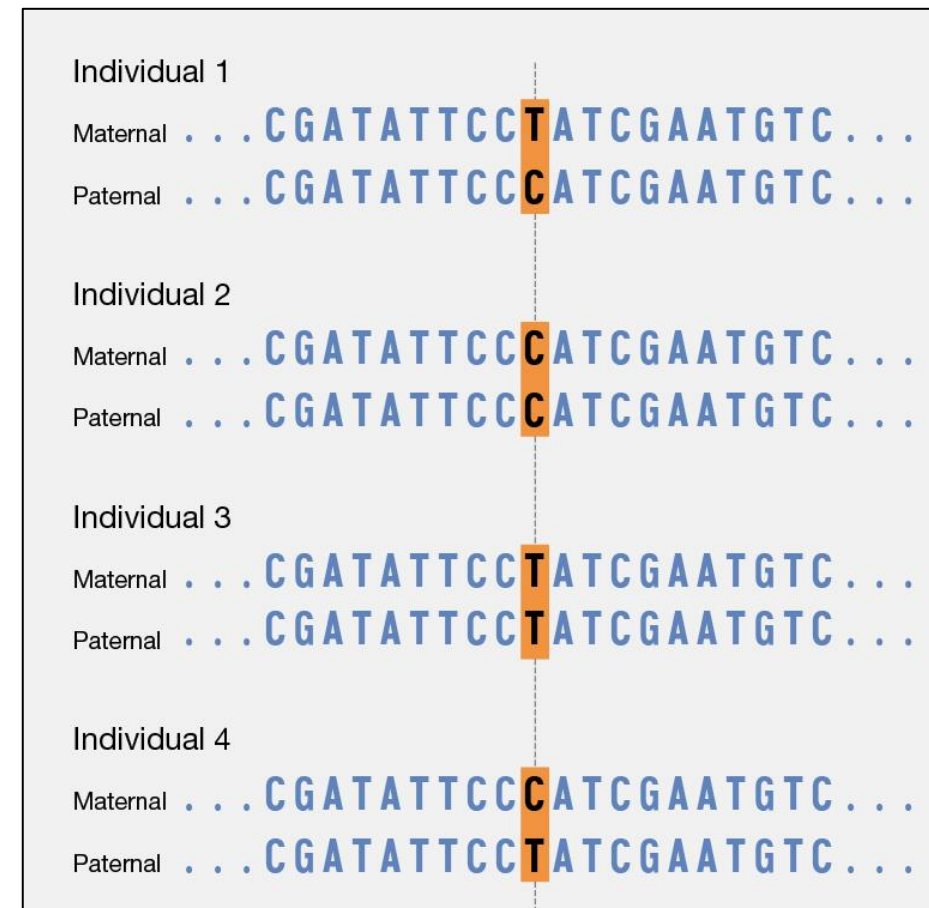 Individual 1
Maternal . . . CGATATTCCTATCGAATGTC . . .
Paternal . . . CGATATTCCCATCGAATGTC . . .
Individual 2
Maternal . . . CGATATTCCCATCGAATGTC . . .
Paternal . . . CGATATTCCCATCGAATGTC . . .
Individual 3
Maternal . . . CGATATTCCTATCGAATGTC . . .
Paternal . . . CGATATTCCTATCGAATGTC . . .
Individual 4
Maternal . . . CGATATTCCCATCGAATGTC . . .
Paternal . . . CGATATTCCTATCGAATGTC . . .